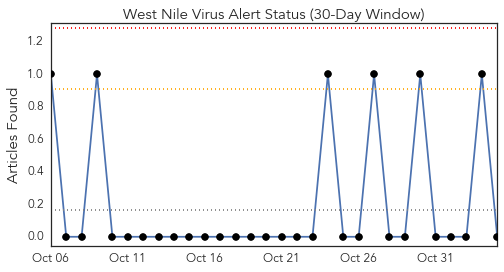 West Nile Virus Alert Status (30-Day Window)
1.2
1.0
0.8
0.6
0.4
0.2
0.0
Articles Found
Oct 06 Oct 11 Oct 16 Oct 21 Oct 26 Oct 31